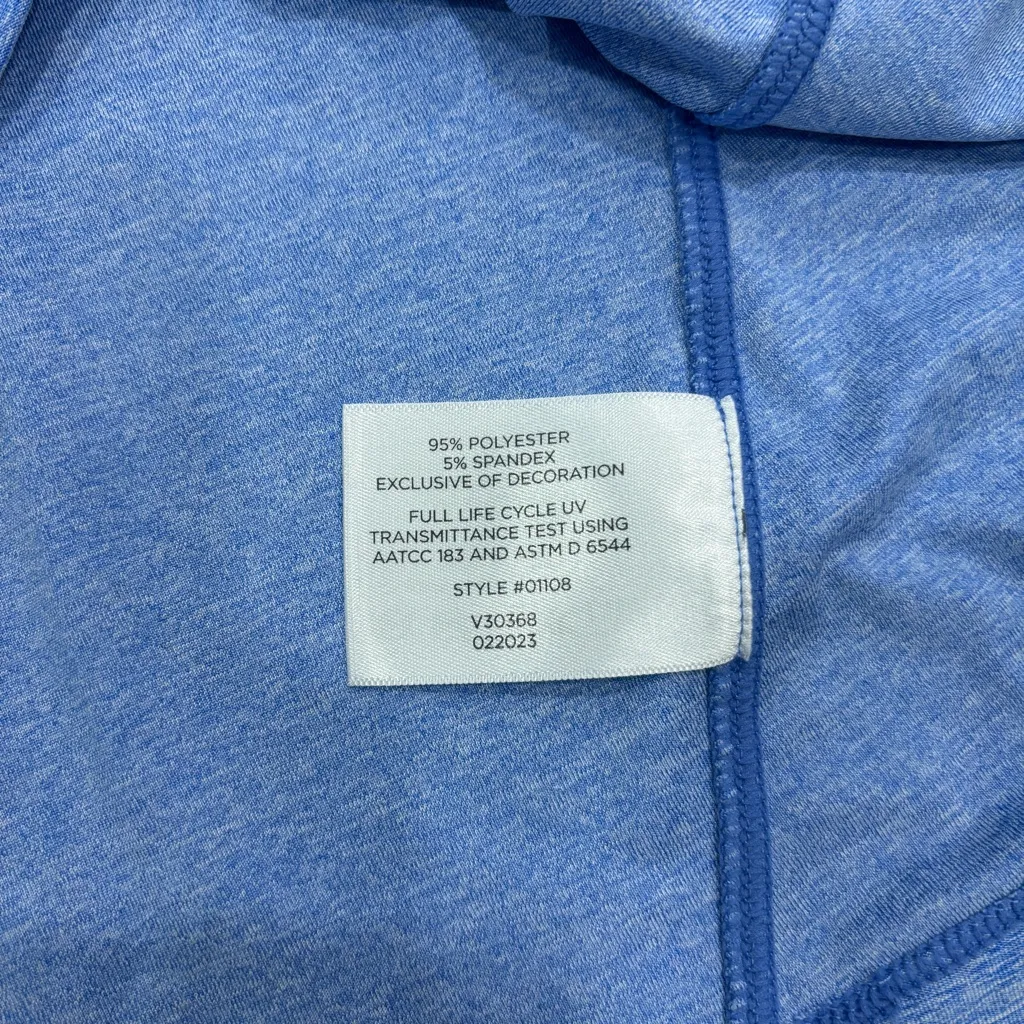 95% POLYESTER
5% SPANDEX
EXCLUSIVE OF DECORATION
FULL LIFE CYCLE UV
TRANSMITTANCE TEST USING
AATCC 183 AND ASTM D 6544
STYLE #01108
V30368
022023